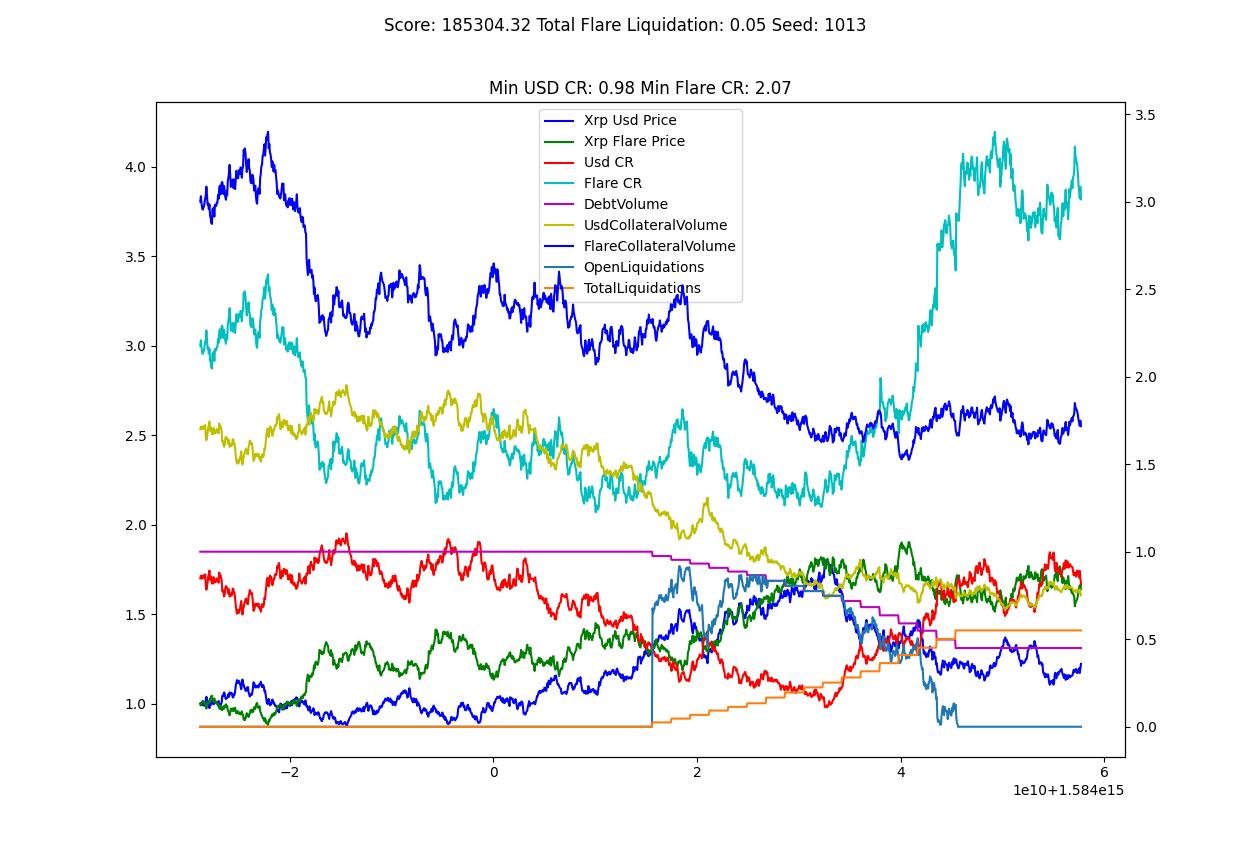 Score: 185304.32 Total Flare Liquidation: 0.05 Seed: 1013
Min USD CR: 0.98 Min Flare CR: 2.07
Xrp Usd Price
Xrp Flare Price
Usd CR
Flare CR
DebtVolume
UsdCollateralVolume
FlareCollateralVolume
OpenLiquidations
TotalLiquidations
4.0
3.5
3.0
2.5
2.0
1.5
1.0
3.5
3.0
2.5
2.0
1.5
1.0
0.5
0.0
−2 0 2 4 6
1e10+1.584e15